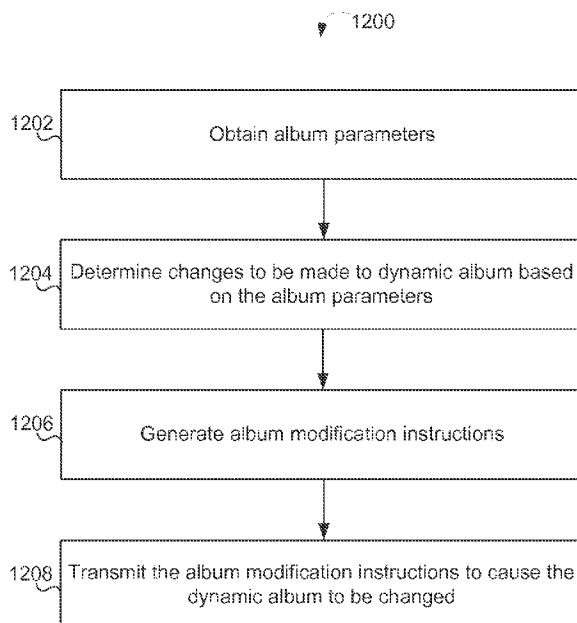 1200
1202
Obtain album parameters
1204
Determine changes to be made to dynamic album based
on the album parameters
1206
Generate album modification instructions
1208
Transmit the album modification instructions to cause the
dynamic album to be changed